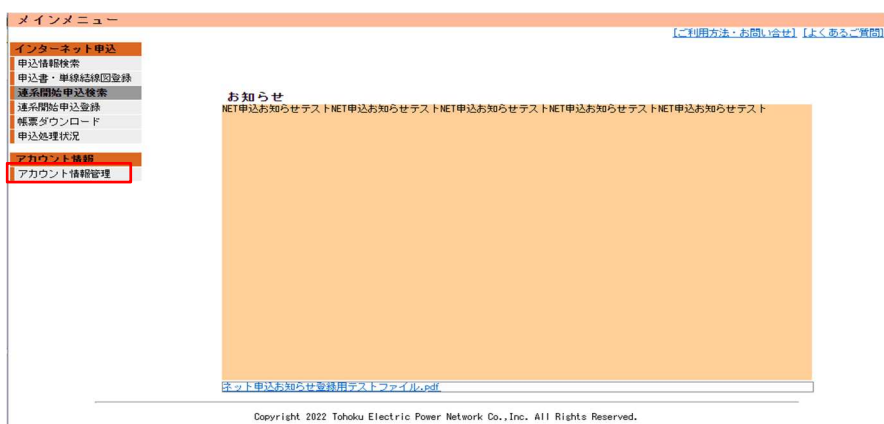 メインメニュー
[ご利用方法・お問い合せ] [よくあるご質問]
インターネット申込
申込情報検索
申込書・単線結線図登録
連系開始申込検索
連系開始申込登録
帳票ダウンロード
申込処理状況
アカウント情報
アカウント情報管理
お知らせ
NET申込お知らせテストNET申込お知らせテストNET申込お知らせテストNET申込お知らせテストNET申込お知らせテスト
ネット申込お知らせ登録用テストファイル.pdf
Copyright 2022 Tohoku Electric Power Network Co.,Inc. All Rights Reserved.